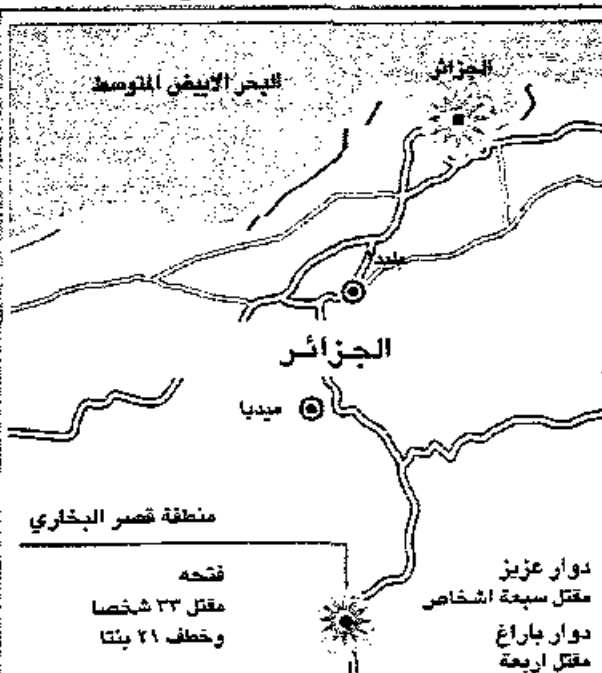 الجزائر
البحر الابيض المتوسط
بليدا
الجزائر
ميديا
منطقة قصر البخاري
فتحه
مقتل ٣٣ شخصا
وخطف ٢١ بنتا
دوار عزيز
مقتل سبعة اشخاص
دوار باراغ
مقتل اربعة